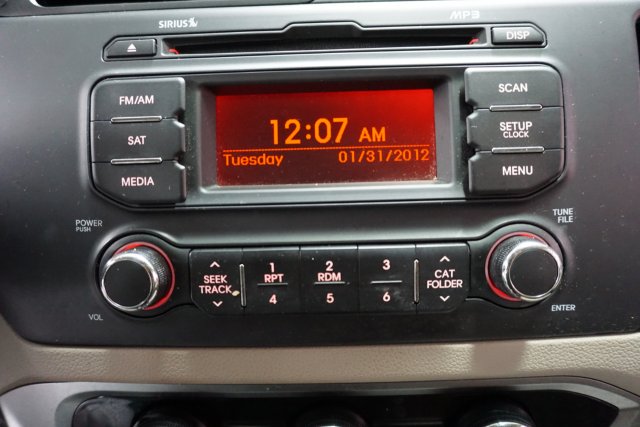 SIRIUS
MP3
DISP
FM/AM
SAT
MEDIA
12:07 AM
Tuesday 01/31/2012
SCAN
SETUP
CLOCK
MENU
POWER
PUSH
VOL
SEEK
TRACK
1
RPT
4
2
RDM
5
3
6
CAT
FOLDER
TUNE
FILE
ENTER